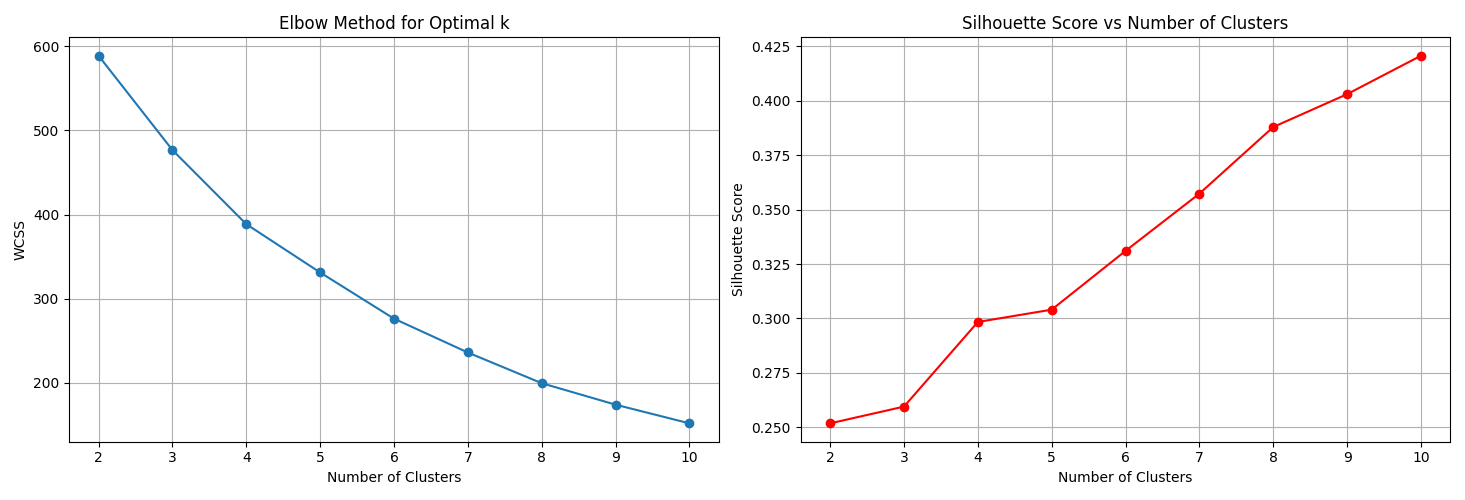 Elbow Method for Optimal k
600
500
400
300
200
WCSS
2 3 4 5 6 7 8 9 10
Number of Clusters
Silhouette Score vs Number of Clusters
0.425
0.400
0.375
0.350
0.325
0.300
0.275
0.250
Silhouette Score
2 3 4 5 6 7 8 9 10
Number of Clusters